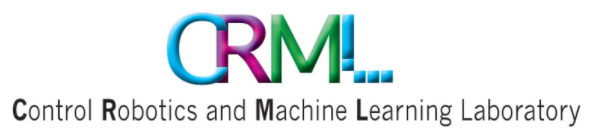 CRML...
Control Robotics and Machine Learning Laboratory